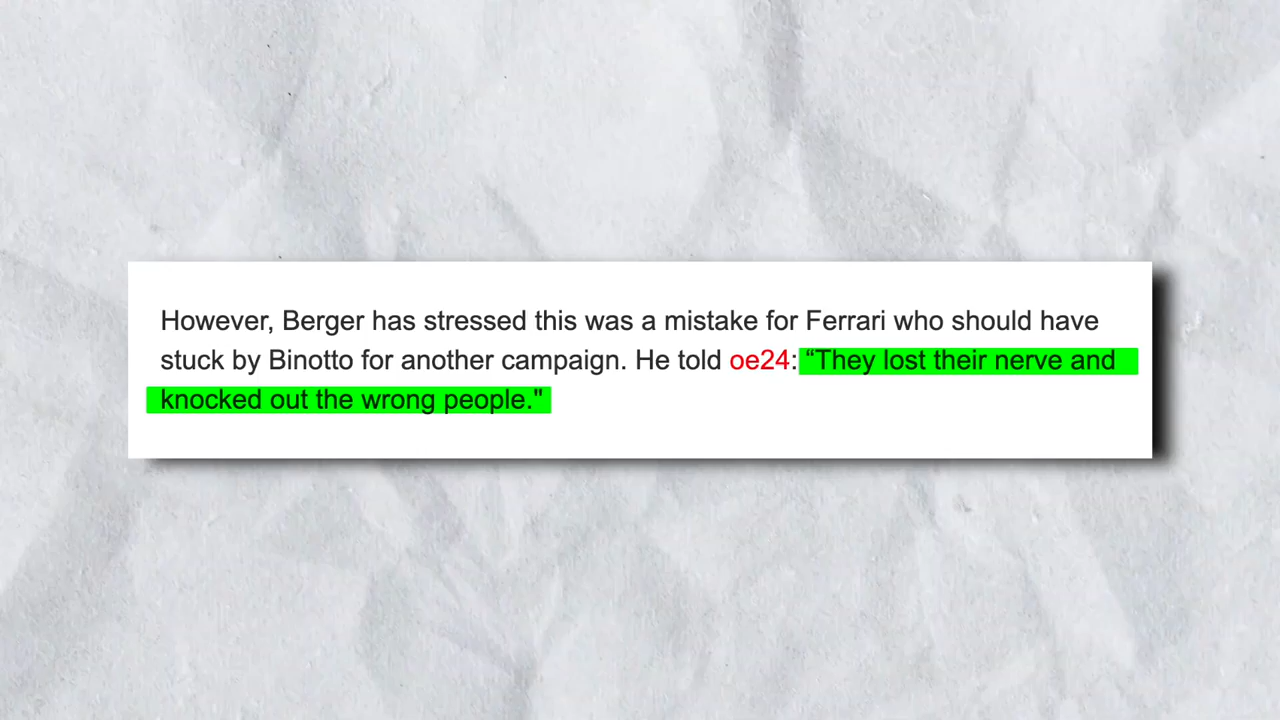 However, Berger has stressed this was a mistake for Ferrari who should have
stuck by Binotto for another campaign. He told oe24: “They lost their nerve and
knocked out the wrong people."